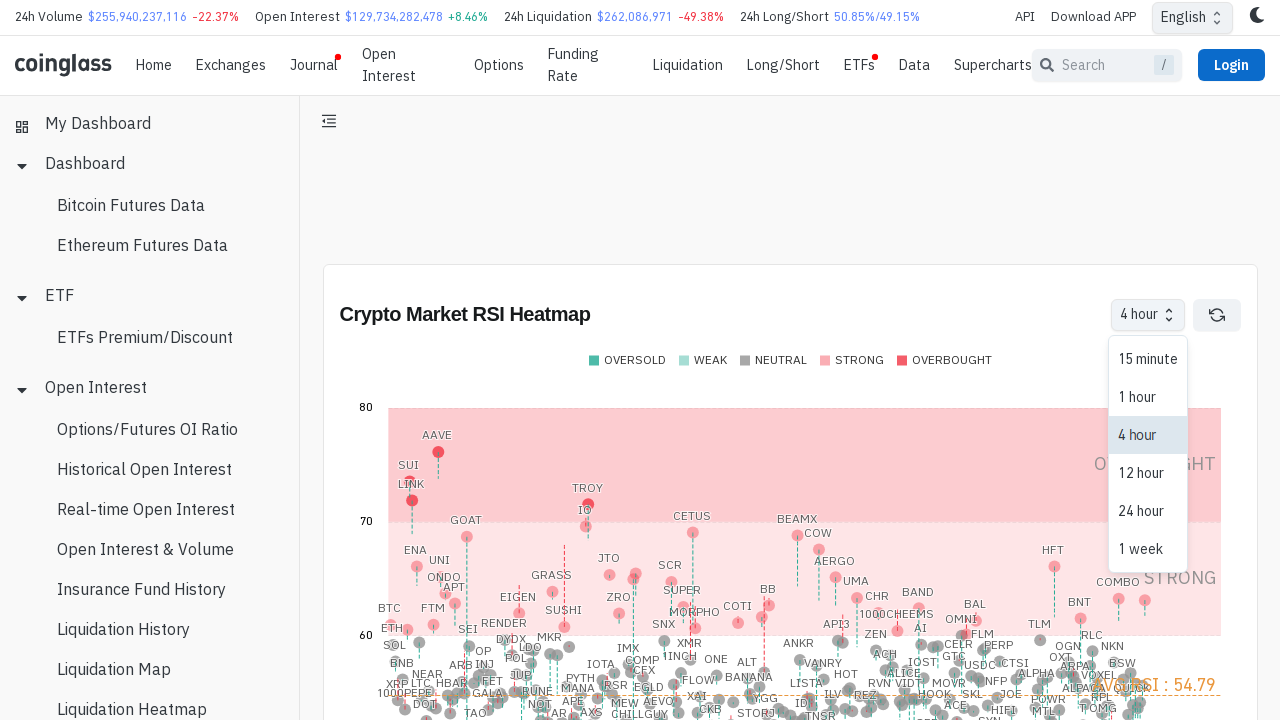 24h Volume $255,940,237,116 -22.37% Open Interest $129,734,282,478 +8.46% 24h Liquidation $262,086,971 -49.38% 24h Long/Short 50.85%/49.15% API Download APP English
coinglass Home Exchanges Journal Open Interest Options Funding Rate Liquidation Long/Short ETFs Data Supercharts Search / Login
My Dashboard
Dashboard
Bitcoin Futures Data
Ethereum Futures Data
ETF
ETFs Premium/Discount
Open Interest
Options/Futures OI Ratio
Historical Open Interest
Real-time Open Interest
Open Interest & Volume
Insurance Fund History
Liquidation History
Liquidation Map
Liquidation Heatmap
Crypto Market RSI Heatmap 4 hour
OVERSOLD WEAK NEUTRAL STRONG OVERBOUGHT
15 minute
1 hour
4 hour
12 hour
24 hour
1 week
80
AAVE
SUI
LINK
TROY
IO
70
GOAT
CETUS
BEAMX
COW
ENA
UNI
JTO
SCR
AERGO
HFT
STRONG
ONDO
APT
GRASS
SUPER
BB
UMA
COMBO
BTC
FTM
EIGEN
SUSHI
ZRO
MORPHO
COTI
CHR
BAND
BAL
BNT
ETH
SEI
RENDER
SNX
API3
1000CHEEMS
OMNI
TLM
60
SOL
DYDX
MKR
XMR
ANKR
ZEN
AI
FLM
RLC
BNB
OP
LDO
IMX
1INCH
ONE
ALT
VANRY
ACH
CELR
PERP
OGN
NKN
NEAR
ARB
INJ
POL
IOTA
COMP
CFX
FLOW
BANANA
HOT
IOST
GTC
USDC
CTSI
OXT
ARPA
BSW
XRP
LTC
HBAR
FET
JUP
PYTH
RSR
EGLD
LISTA
RVN
ALICE
VIDT
MOVR
NFP
ALPHA
VOXEL
AVG RSI : 54.79
1000PEPE
GALA
RUNE
MANA
XAI
YGG
ILV
REZ
HOOK
SKL
JOE
ALPACA
QUICK
DOT
NOT
APE
MEW
AEVO
ID
ACE
POWR
RPL
TAO
AR
AXS
CHILLGUY
CKB
STORJ
TNSR
SYN
HIFI
MTL
TOMG